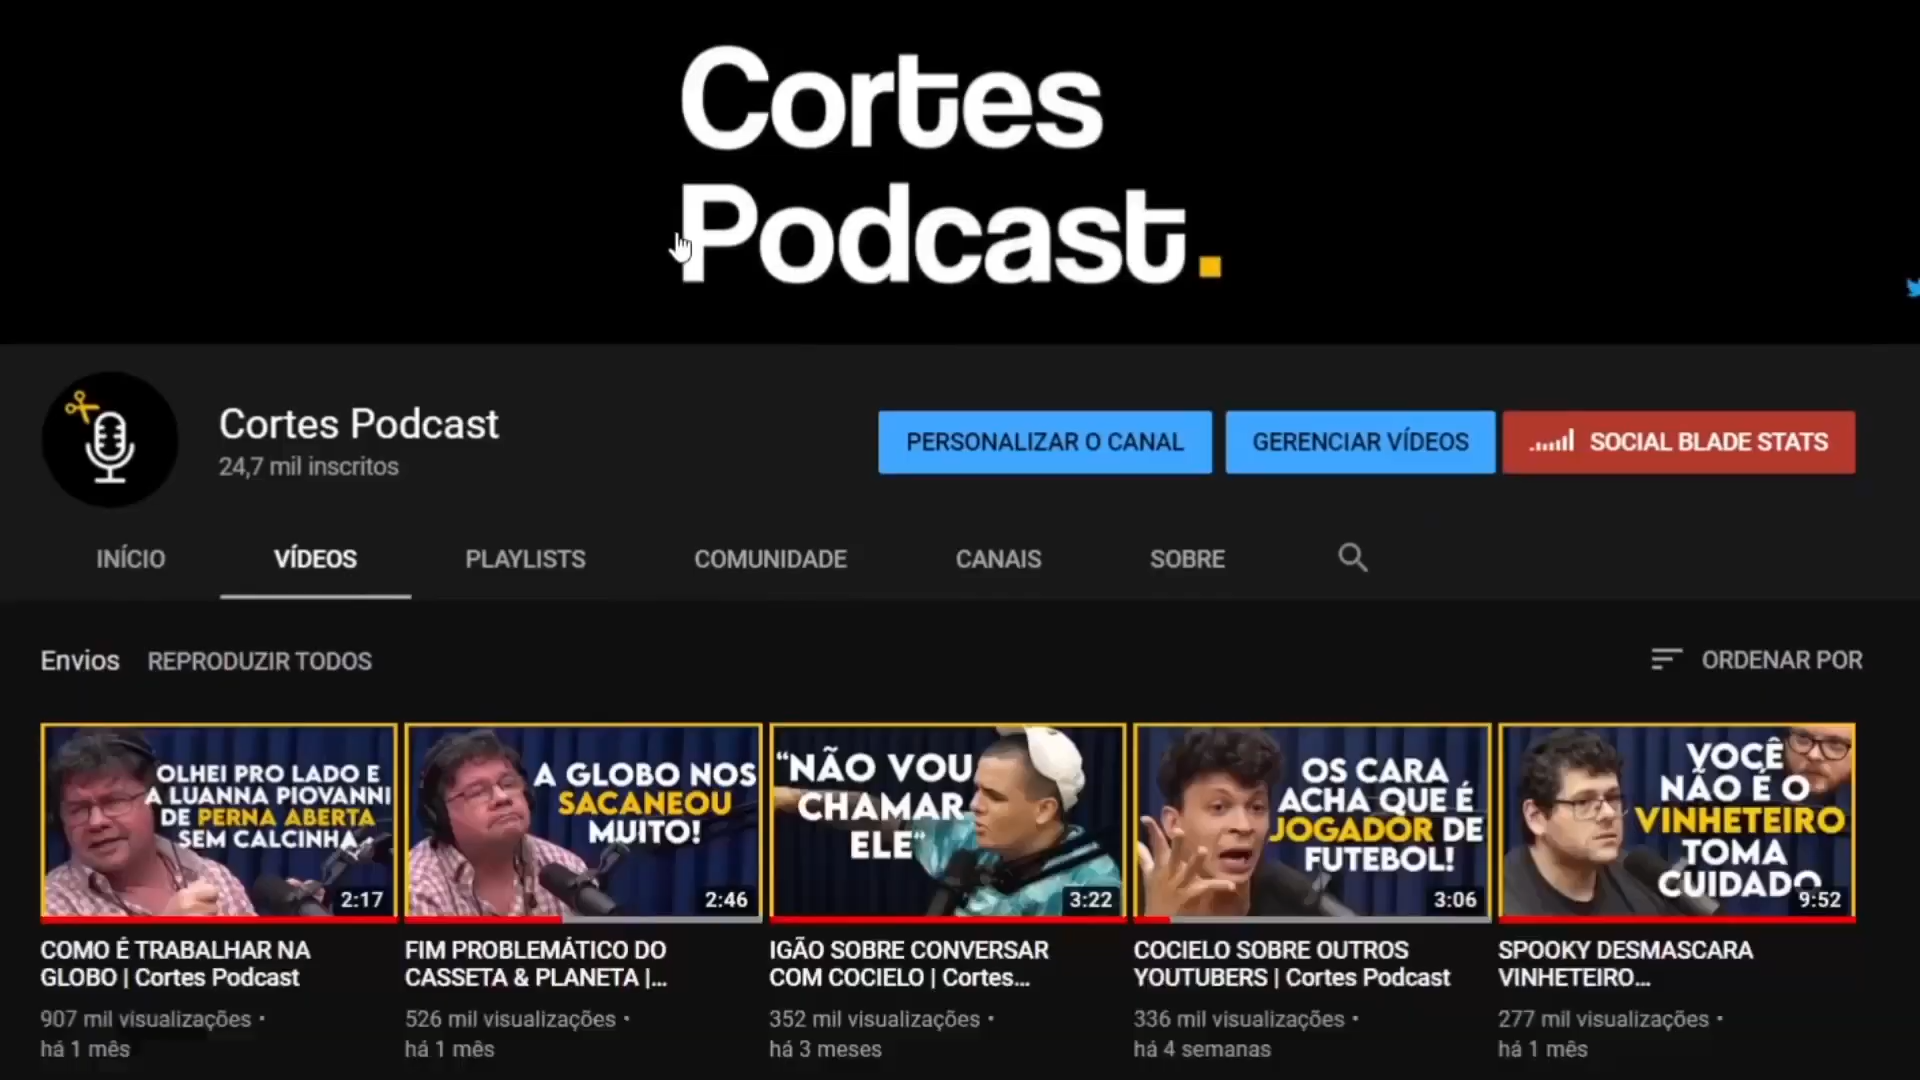 Cortes
Podcast.
Cortes Podcast
24,7 mil inscritos
PERSONALIZAR O CANAL
GERENCIAR VÍDEOS
SOCIAL BLADE STATS
INÍCIO
VÍDEOS
PLAYLISTS
COMUNIDADE
CANAIS
SOBRE
Envios
REPRODUZIR TODOS
ORDENAR POR
OLHEI PRO LADO E
A LUANNA PIOVANNI
DE PERNA ABERTA
SEM CALCINHA
2:17
COMO É TRABALHAR NA
GLOBO | Cortes Podcast
907 mil visualizações •
há 1 mês
A GLOBO NOS
SACANEOU
MUITO!
2:46
FIM PROBLEMÁTICO DO
CASSETA & PLANETA |...
526 mil visualizações •
há 1 mês
“NÃO VOU
CHAMAR
ELE“
3:22
IGÃO SOBRE CONVERSAR
COM COCIELO | Cortes...
352 mil visualizações •
há 3 meses
OS CARA
ACHA QUE É
JOGADOR DE
FUTEBOL!
3:06
COCIELO SOBRE OUTROS
YOUTUBERS | Cortes Podcast
336 mil visualizações •
há 4 semanas
VOCÊ
NÃO É O
VINHETEIRO
TOMA
CUIDADO
9:52
SPOOKY DESMASCARA
VINHETEIRO...
277 mil visualizações •
há 1 mês